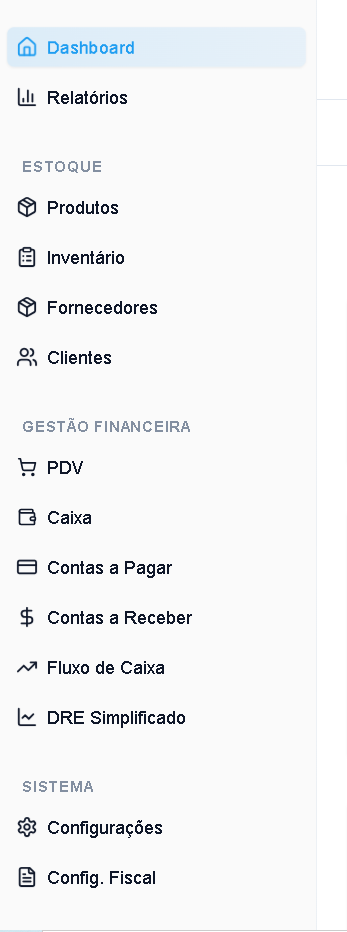 Dashboard
Relatórios
ESTOQUE
Produtos
Inventário
Fornecedores
Clientes
GESTÃO FINANCEIRA
PDV
Caixa
Contas a Pagar
Contas a Receber
Fluxo de Caixa
DRE Simplificado
SISTEMA
Configurações
Config. Fiscal